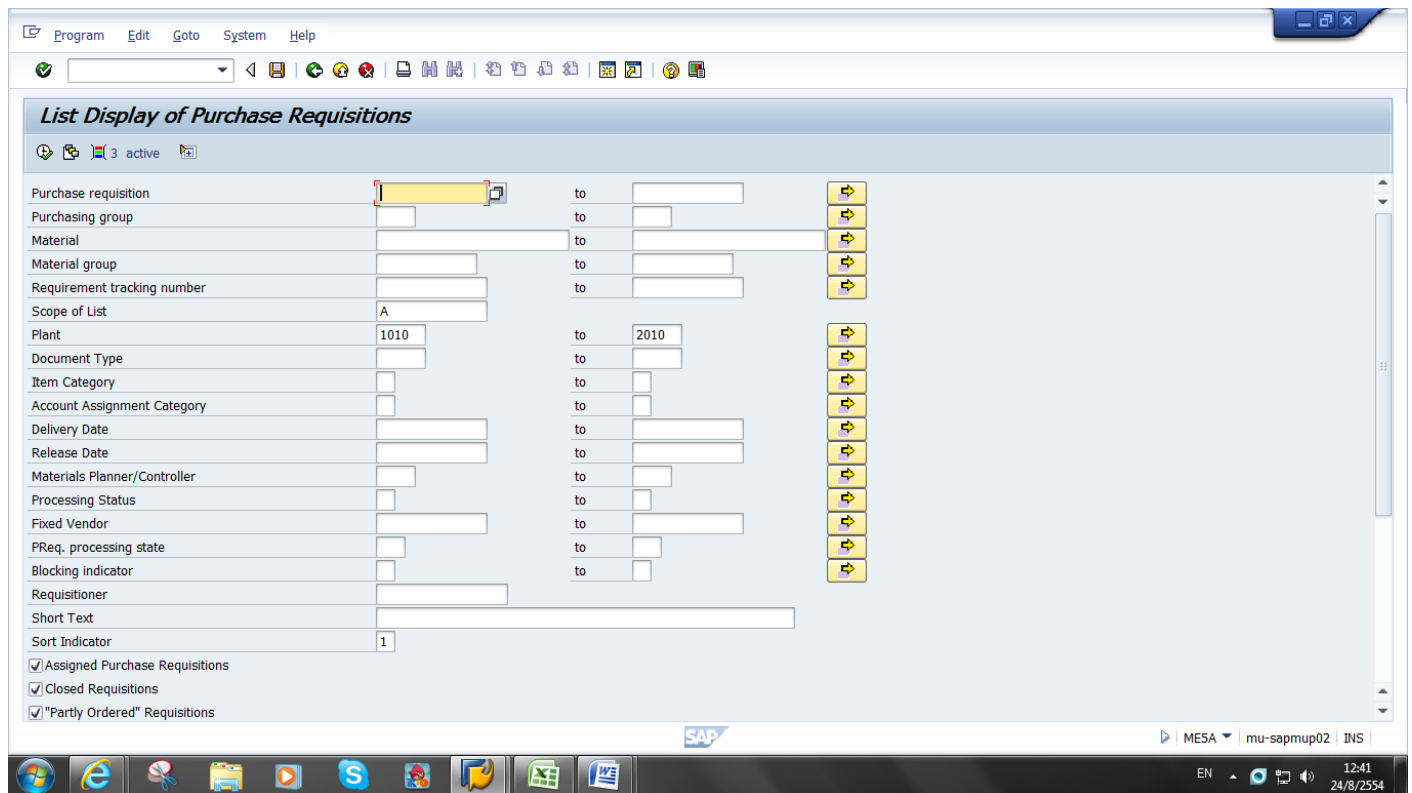 Program Edit Goto System Help
List Display of Purchase Requisitions
3 active
Purchase requisition to
Purchasing group to
Material to
Material group to
Requirement tracking number to
Scope of List A
Plant 1010 to 2010
Document Type to
Item Category to
Account Assignment Category to
Delivery Date to
Release Date to
Materials Planner/Controller to
Processing Status to
Fixed Vendor to
PReq. processing state to
Blocking indicator to
Requisitioner
Short Text
Sort Indicator 1
Assigned Purchase Requisitions
Closed Requisitions
"Partly Ordered" Requisitions
SAP ME5A mu-sapmup02 INS
EN 12:41
24/8/2554